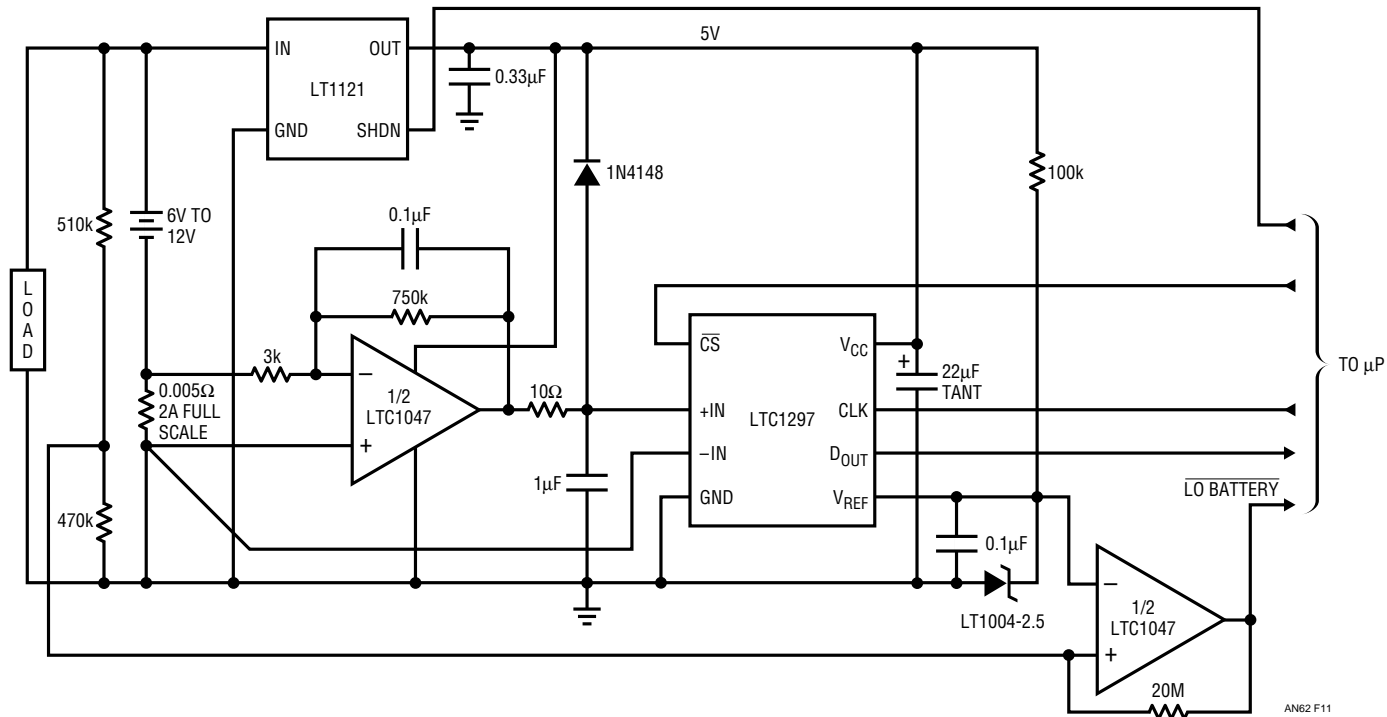 IN
OUT
LT1121
GND
SHDN
5V
0.33µF
1N4148
100k
510k
6V TO
12V
0.1µF
750k
LOAD
3k
0.005Ω
2A FULL
SCALE
–
1/2
LTC1047
+
10Ω
1µF
470k
CS
VCC
+IN
LTC1297
CLK
–IN
DOUT
GND
VREF
+
22µF
TANT
TO µP
LO BATTERY
0.1µF
LT1004-2.5
–
1/2
LTC1047
+
20M
AN62 F11